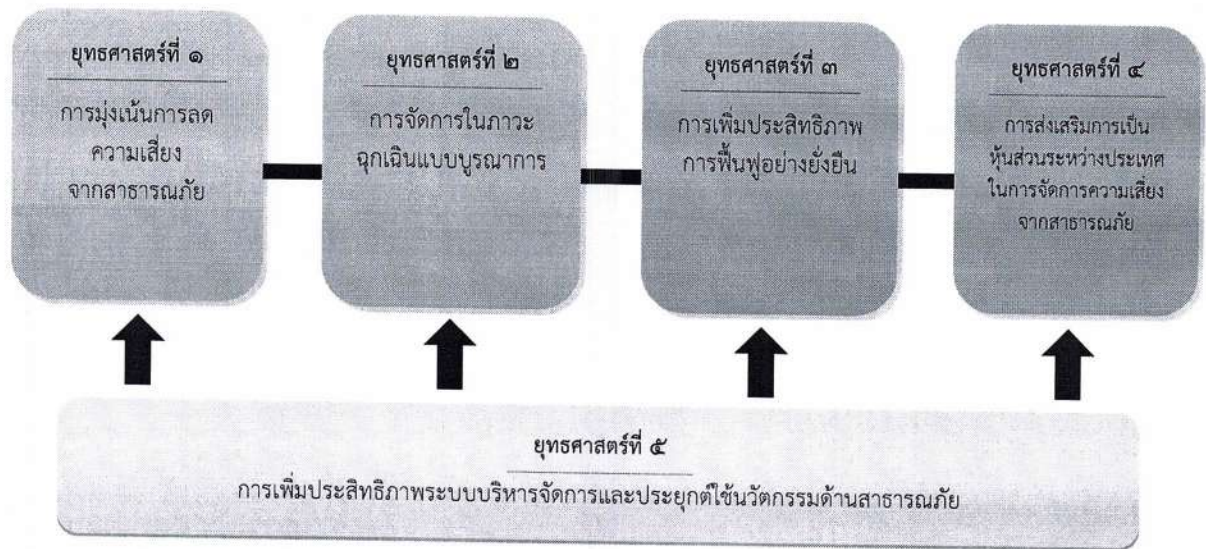 ยุทธศาสตร์ที่ ๑
การมุ่งเน้นการลด
ความเสี่ยง
จากสาธารณภัย
ยุทธศาสตร์ที่ ๒
การจัดการในภาวะ
ฉุกเฉินแบบบูรณาการ
ยุทธศาสตร์ที่ ๓
การเพิ่มประสิทธิภาพ
การฟื้นฟูอย่างยั่งยืน
ยุทธศาสตร์ที่ ๔
การส่งเสริมการเป็น
หุ้นส่วนระหว่างประเทศ
ในการจัดการความเสี่ยง
จากสาธารณภัย
ยุทธศาสตร์ที่ ๕
การเพิ่มประสิทธิภาพระบบบริหารจัดการและประยุกต์ใช้นวัตกรรมด้านสาธารณภัย